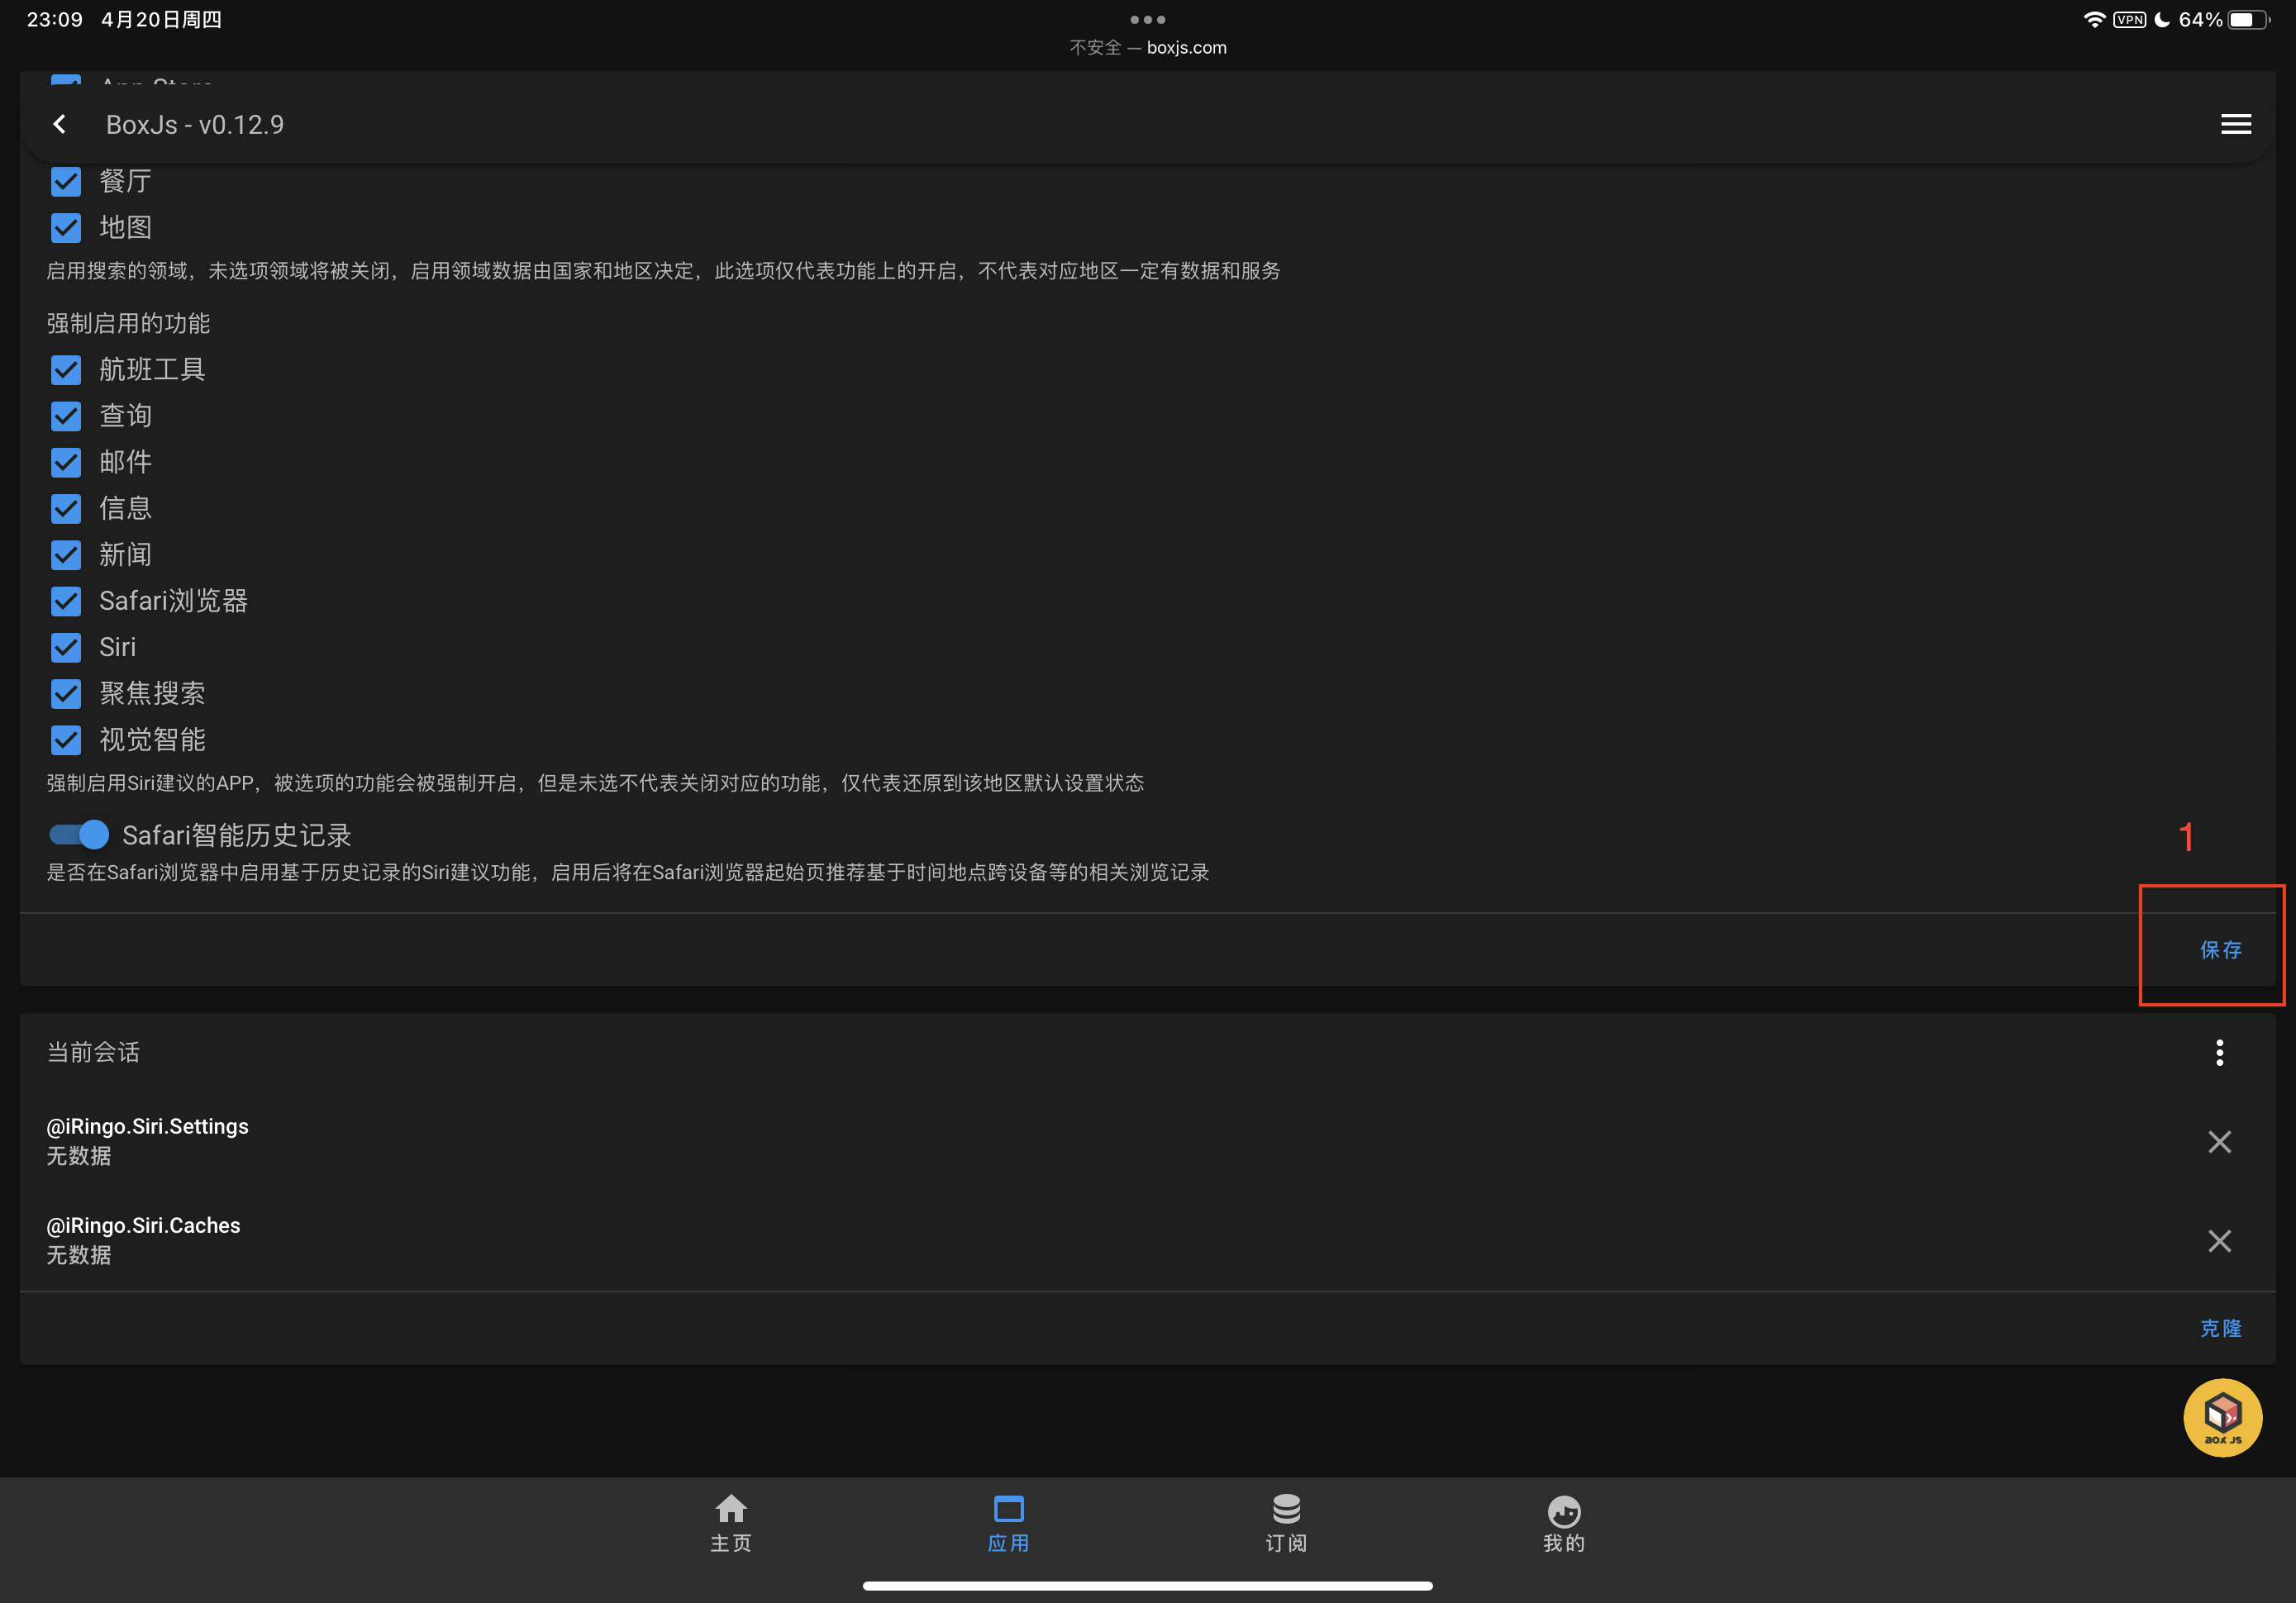 23:09 4月20日周四
VPN 64%
不安全 — boxjs.com
BoxJs - v0.12.9
餐厅
地图
启用搜索的领域，未选项领域将被关闭，启用领域数据由国家和地区决定，此选项仅代表功能上的开启，不代表对应地区一定有数据和服务
强制启用的功能
航班工具
查询
邮件
信息
新闻
Safari浏览器
Siri
聚焦搜索
视觉智能
强制启用Siri建议的APP，被选项的功能会被强制开启，但是未选不代表关闭对应的功能，仅代表还原到该地区默认设置状态
Safari智能历史记录
1
是否在Safari浏览器中启用基于历史记录的Siri建议功能，启用后将在Safari浏览器起始页推荐基于时间地点跨设备等的相关浏览记录
保存
当前会话
@iRingo.Siri.Settings
无数据
@iRingo.Siri.Caches
无数据
克隆
BOX JS
主页
应用
订阅
我的